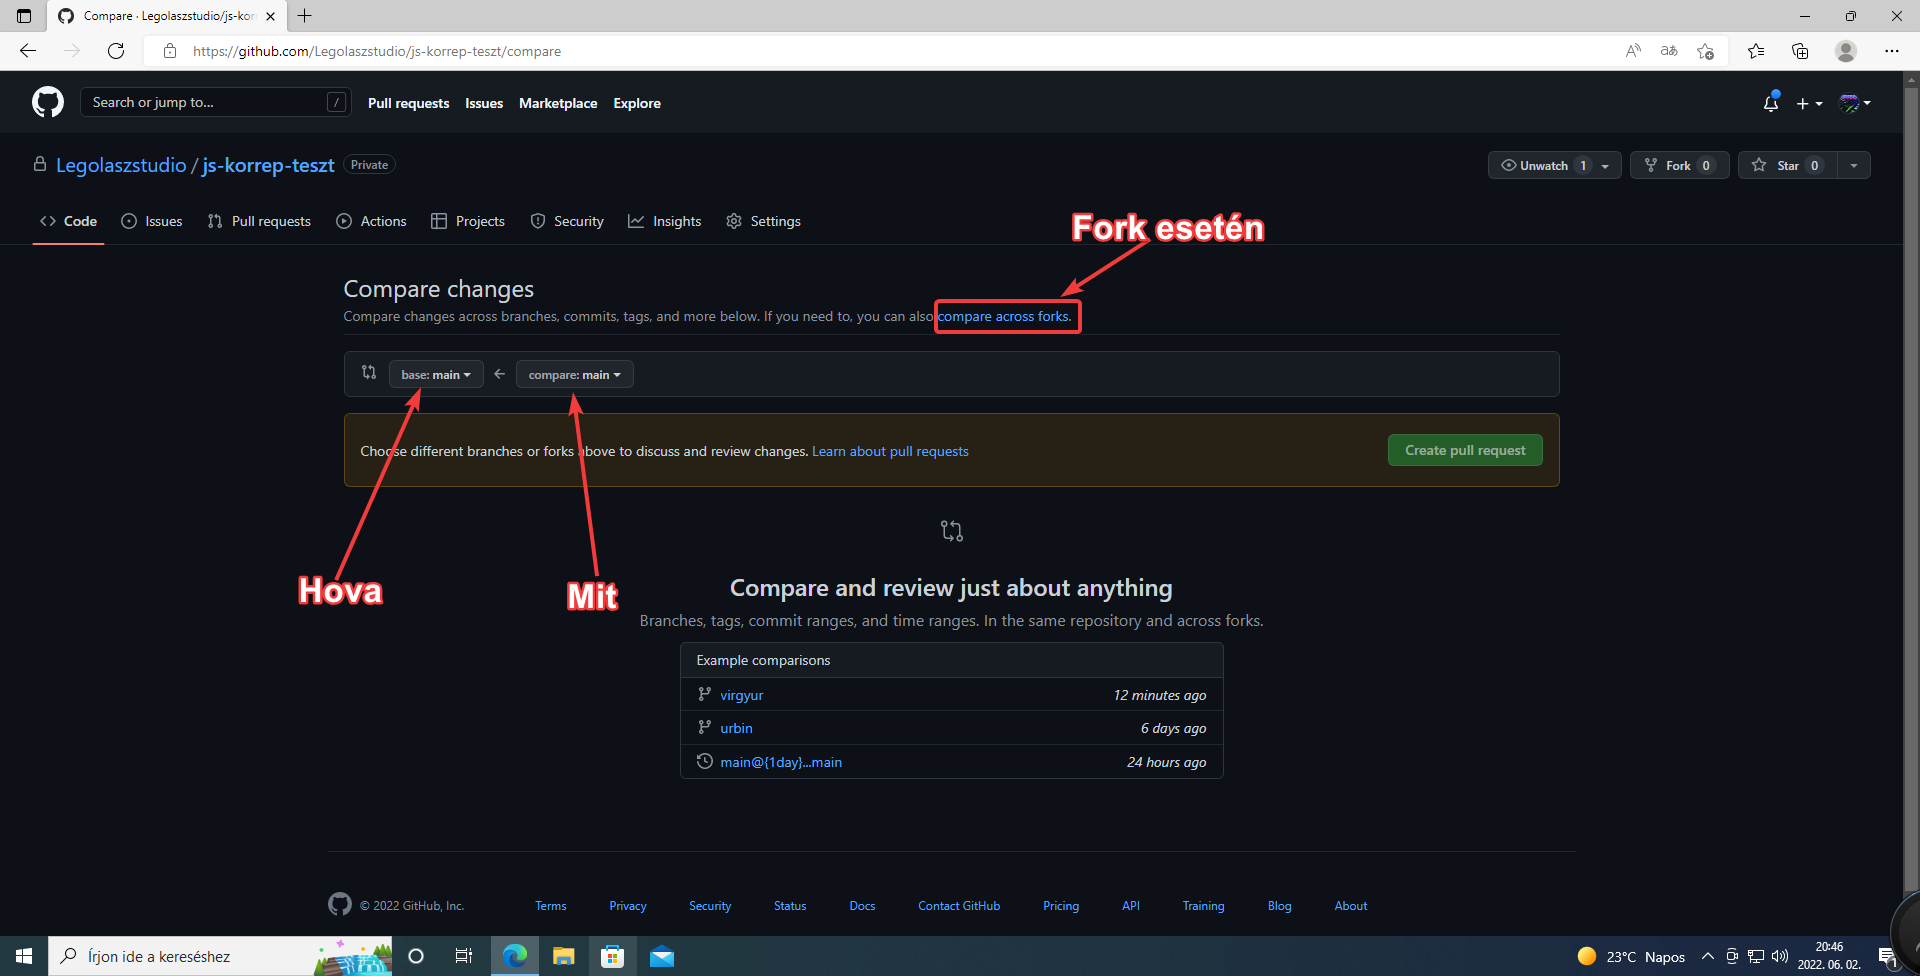 Compare · Legolaszstudio/js-kor
https://github.com/Legolaszstudio/js-korrep-teszt/compare
Search or jump to...
/
Pull requests
Issues
Marketplace
Explore
Legolaszstudio / js-korrep-teszt
Private
Unwatch 1
Fork 0
Star 0
Code
Issues
Pull requests
Actions
Projects
Security
Insights
Settings
Fork esetén
Compare changes
Compare changes across branches, commits, tags, and more below. If you need to, you can also compare across forks.
base: main
compare: main
Choose different branches or forks above to discuss and review changes. Learn about pull requests
Create pull request
Hova
Mit
Compare and review just about anything
Branches, tags, commit ranges, and time ranges. In the same repository and across forks.
Example comparisons
virgyur 12 minutes ago
urbin 6 days ago
main@{1day}...main 24 hours ago
© 2022 GitHub, Inc.
Terms
Privacy
Security
Status
Docs
Contact GitHub
Pricing
API
Training
Blog
About
Írjon ide a kereséshez
23°C Napos
20:46
2022. 06. 02.
1